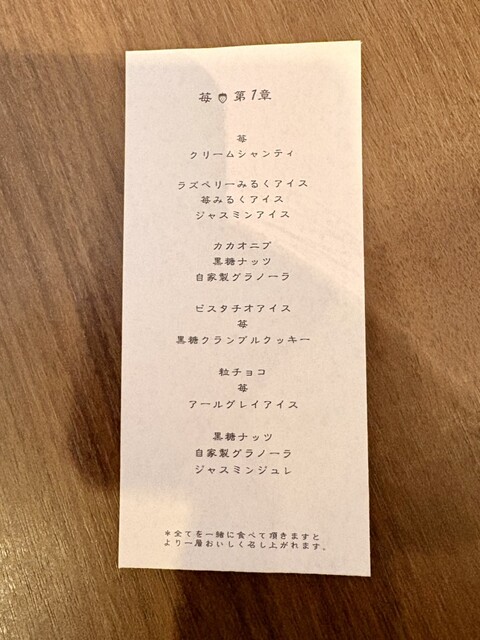 苺🍓第1章
苺
クリームシャンティ
ラズベリーみるくアイス
苺みるくアイス
ジャスミンアイス
カカオニブ
黒糖ナッツ
自家製グラノーラ
ピスタチオアイス
苺
黒糖クランブルクッキー
粒チョコ
苺
アールグレイアイス
黒糖ナッツ
自家製グラノーラ
ジャスミンジュレ
*全てを一緒に食べて頂きますと
より一層おいしく召し上がれます。